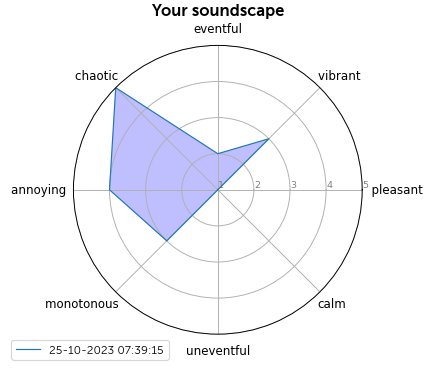 Your soundscape
eventful
chaotic
vibrant
annoying
1
2
3
4
5
pleasant
monotonous
calm
25-10-2023 07:39:15
uneventful